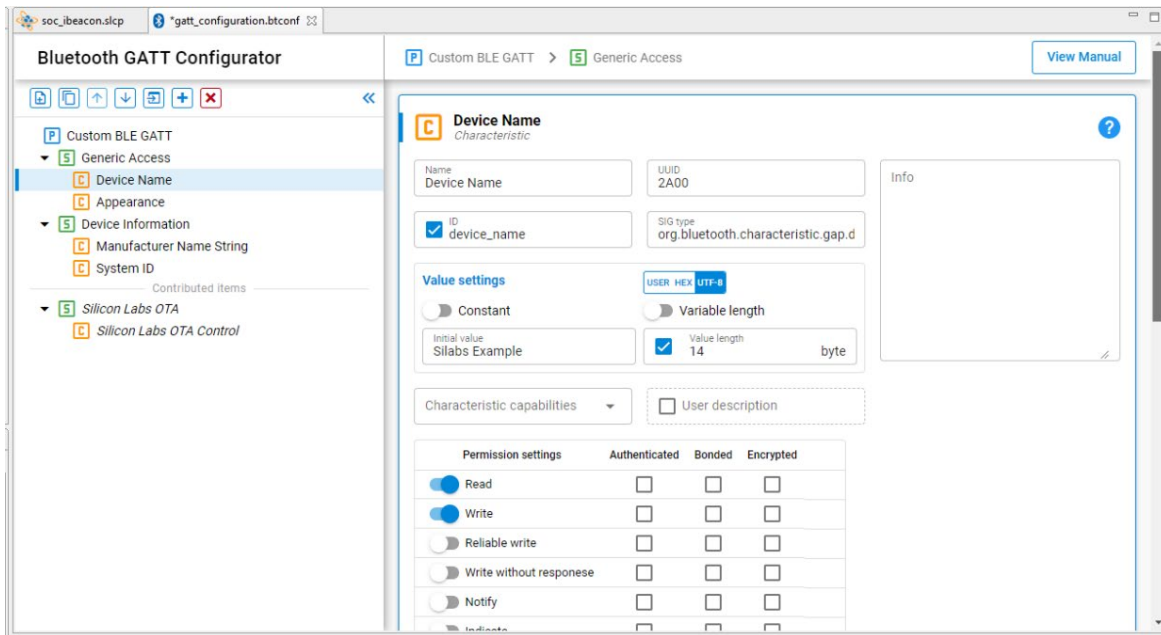 soc_ibeacon.slcp
*gatt_configuration.btconf
Bluetooth GATT Configurator
P Custom BLE GATT
S Generic Access
C Device Name
C Appearance
S Device Information
C Manufacturer Name String
C System ID
Contributed items
S Silicon Labs OTA
C Silicon Labs OTA Control
P Custom BLE GATT > S Generic Access
View Manual
C Device Name
Characteristic
?
Name
Device Name
UUID
2A00
Info
ID
device_name
SIG type
org.bluetooth.characteristic.gap.d
Value settings
USER HEX UTF-8
Constant
Variable length
Initial value
Silabs Example
Value length
14 byte
Characteristic capabilities
User description
Permission settings Authenticated Bonded Encrypted
Read
Write
Reliable write
Write without responese
Notify
Indicate